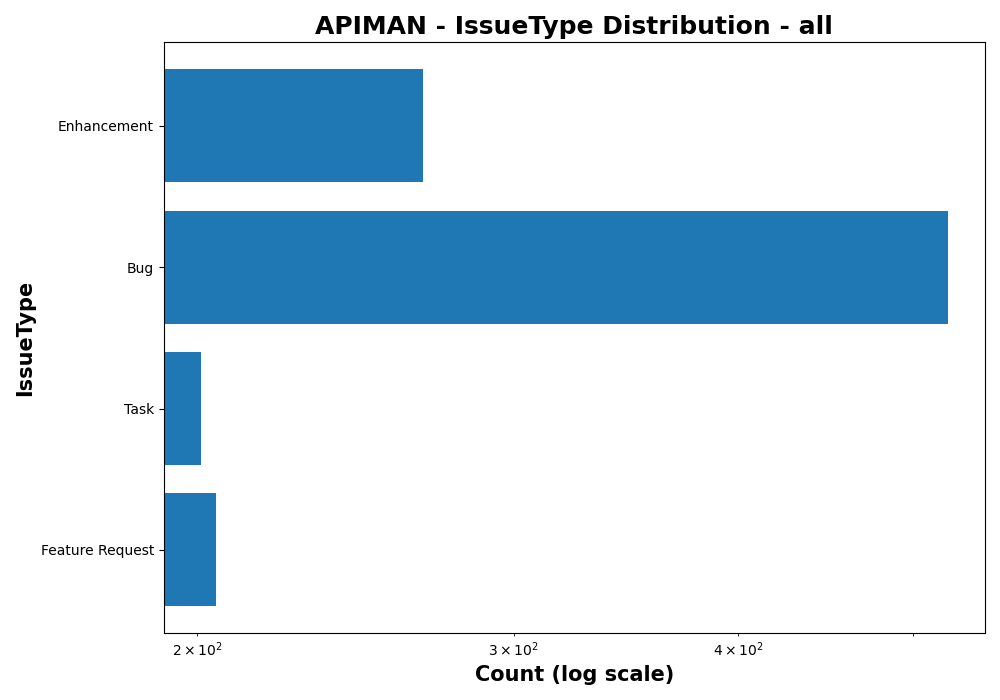 APIMAN - IssueType Distribution - all
Enhancement
Bug
Task
Feature Request
IssueType
2 × 10²
3 × 10²
4 × 10²
Count (log scale)